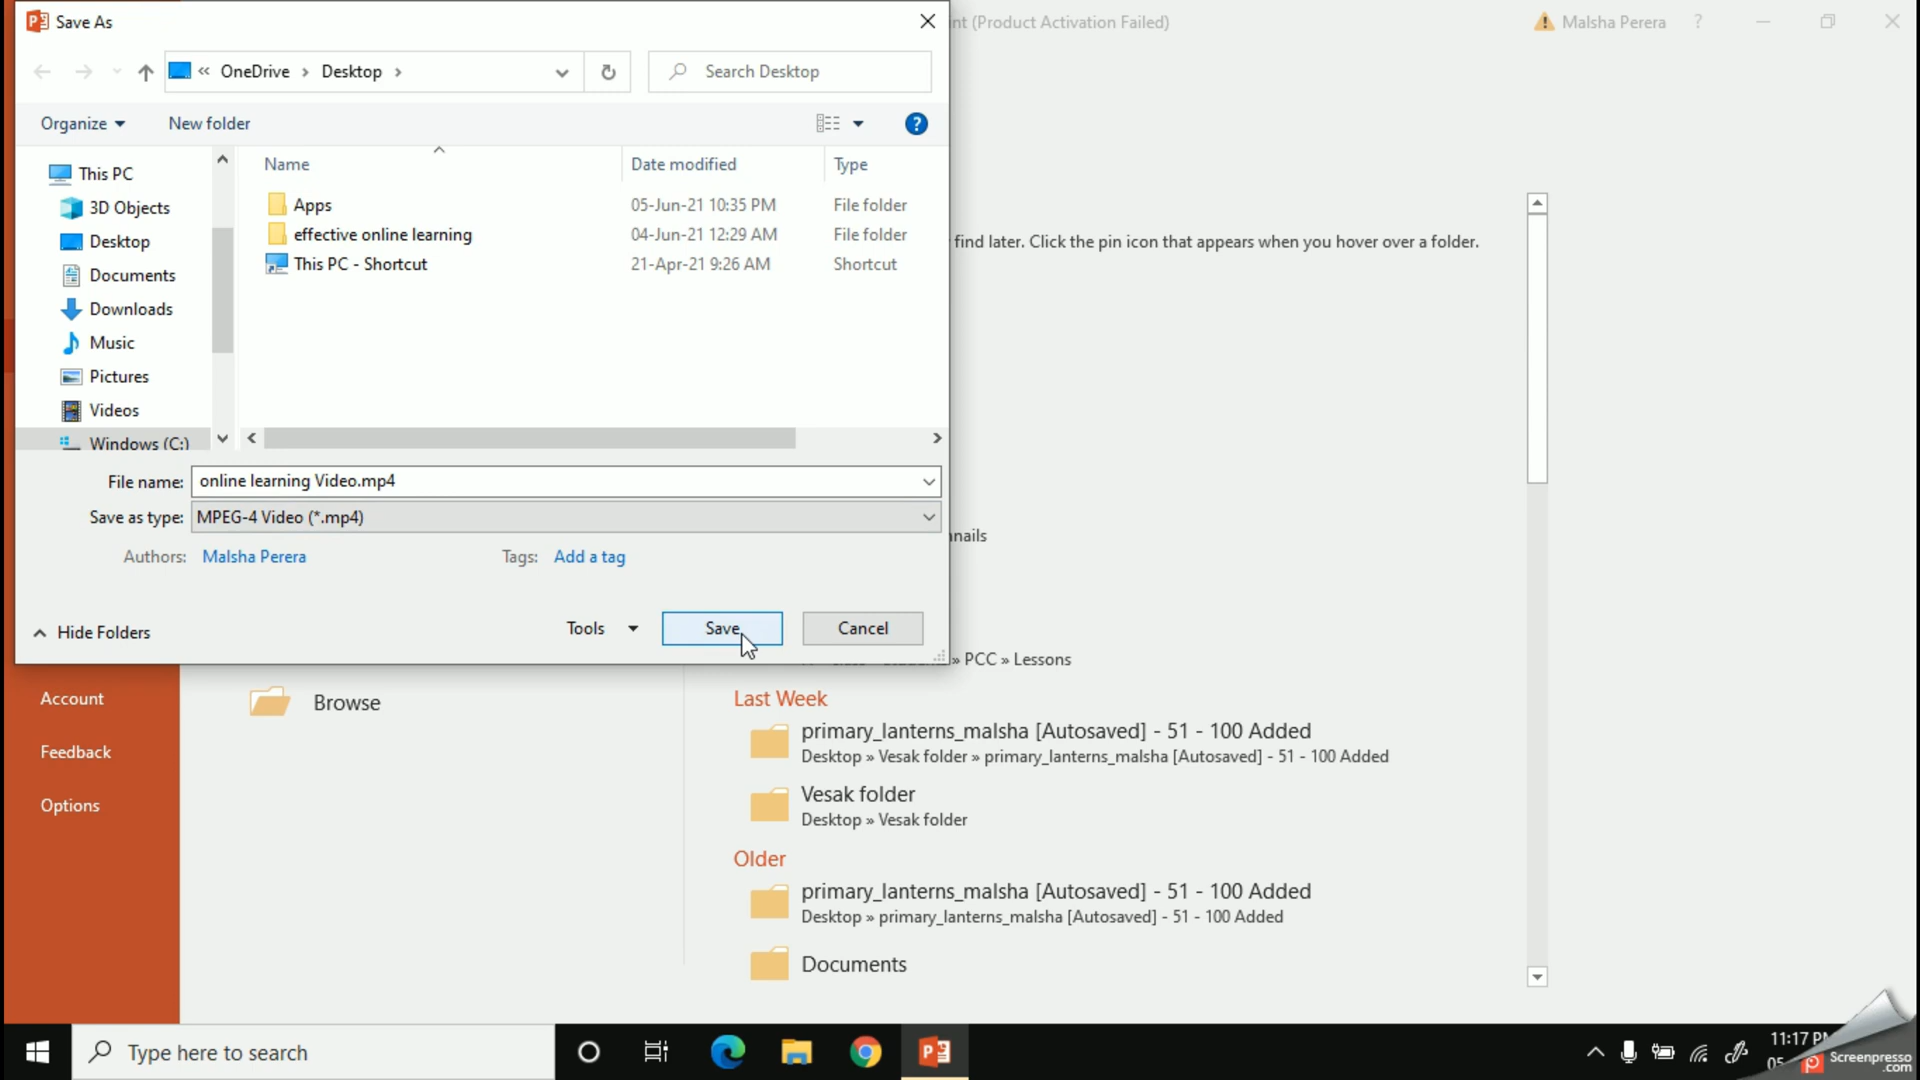 Save As
nt (Product Activation Failed)
Malsha Perera
?
« OneDrive › Desktop ›
Search Desktop
Organize
New folder
?
This PC
3D Objects
Desktop
Documents
Downloads
Music
Pictures
Videos
Windows (C:)
Name Date modified Type
Apps 05-Jun-21 10:35 PM File folder
effective online learning 04-Jun-21 12:29 AM File folder
This PC - Shortcut 21-Apr-21 9:26 AM Shortcut
find later. Click the pin icon that appears when you hover over a folder.
File name: online learning Video.mp4
Save as type: MPEG-4 Video (*.mp4)
nails
Authors: Malsha Perera Tags: Add a tag
Hide Folders
Tools
Save
Cancel
» PCC » Lessons
Account
Feedback
Options
Browse
Last Week
primary_lanterns_malsha [Autosaved] - 51 - 100 Added
Desktop » Vesak folder » primary_lanterns_malsha [Autosaved] - 51 - 100 Added
Vesak folder
Desktop » Vesak folder
Older
primary_lanterns_malsha [Autosaved] - 51 - 100 Added
Desktop » primary_lanterns_malsha [Autosaved] - 51 - 100 Added
Documents
Type here to search
11:17 PM
05
Screenpresso
.com